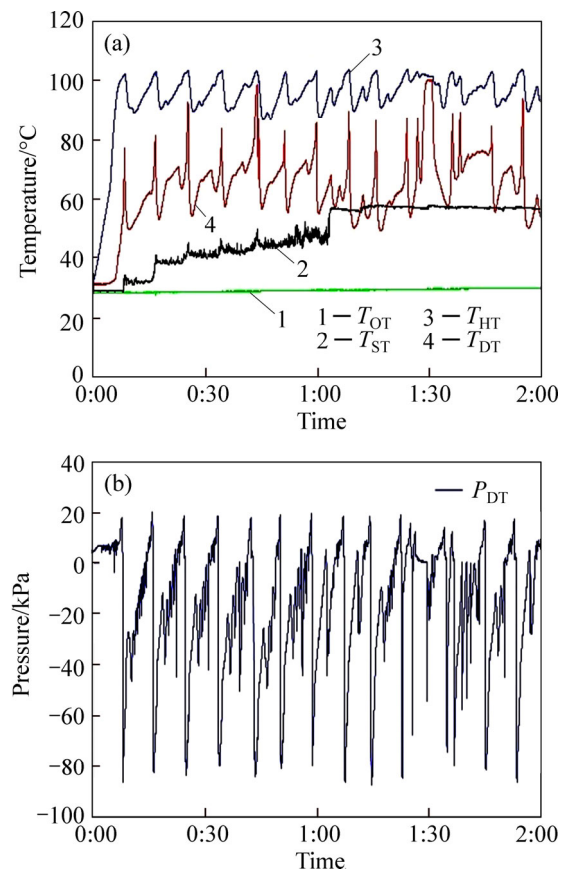 (a)
Temperature/°C
120
100
80
60
40
20
0
3
4
2
1
1 — T_OT 3 — T_HT
2 — T_ST 4 — T_DT
0:00 0:30 1:00 1:30 2:00
Time
(b)
P_DT
Pressure/kPa
40
20
0
−20
−40
−60
−80
−100
0:00 0:30 1:00 1:30 2:00
Time